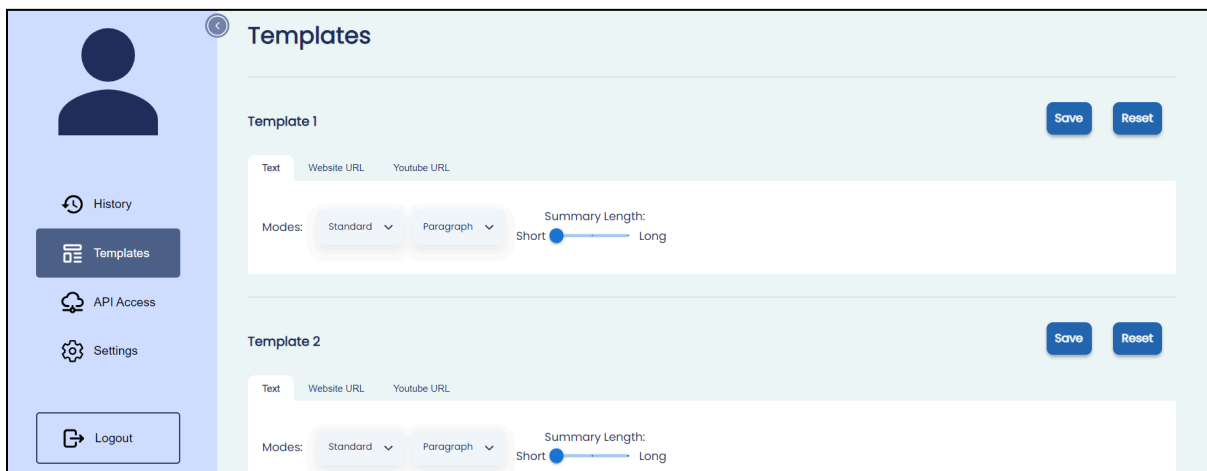 Templates
Template 1
Save
Reset
Text
Website URL
Youtube URL
Modes:
Standard
Paragraph
Summary Length:
Short
Long
History
Templates
API Access
Settings
Logout
Template 2
Save
Reset
Text
Website URL
Youtube URL
Modes:
Standard
Paragraph
Summary Length:
Short
Long